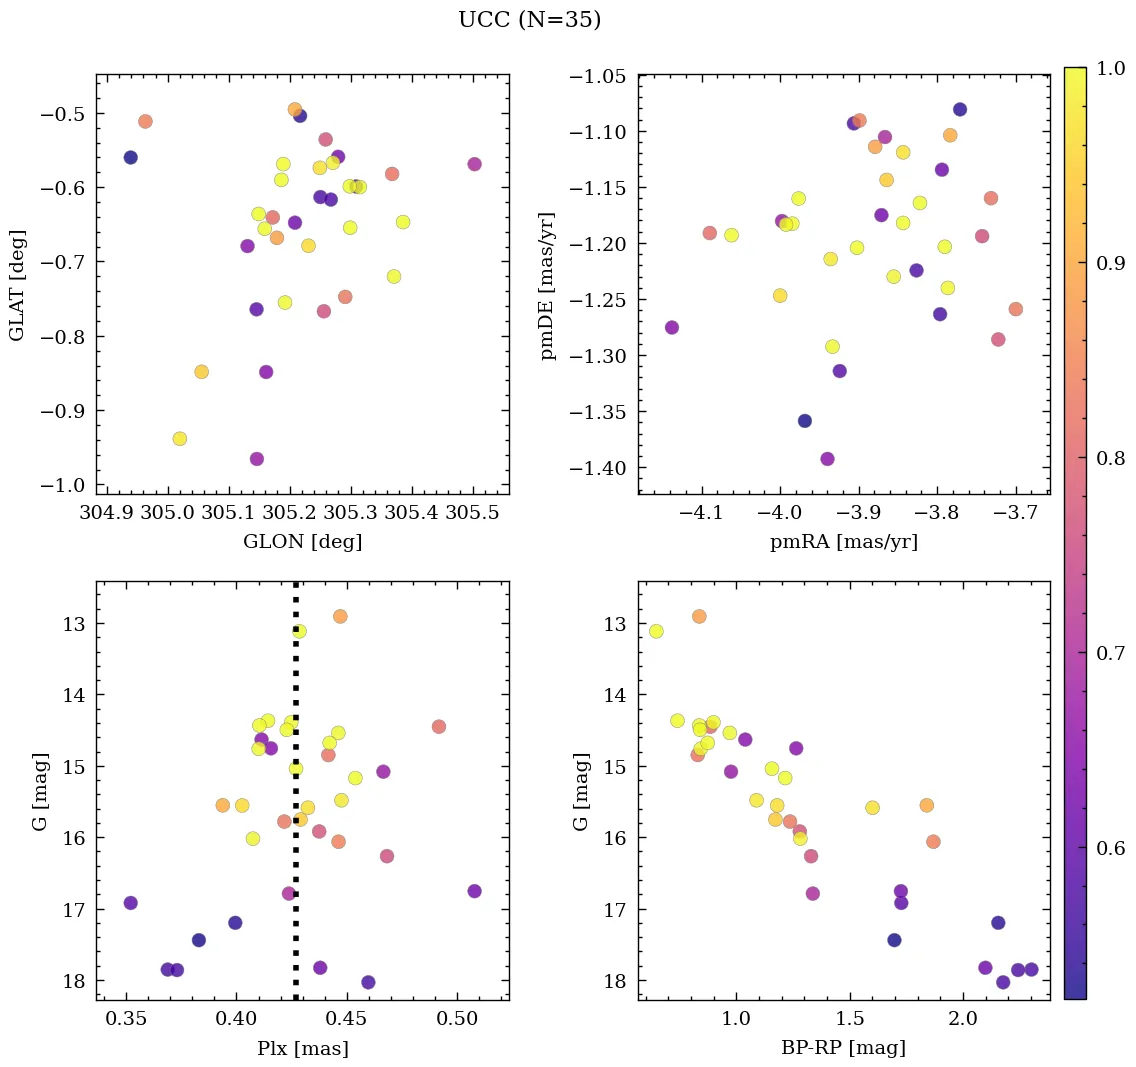 UCC (N=35)
−0.5
−0.6
−0.7
−0.8
−0.9
−1.0
GLAT [deg]
304.9 305.0 305.1 305.2 305.3 305.4 305.5
GLON [deg]
−1.05
−1.10
−1.15
−1.20
−1.25
−1.30
−1.35
−1.40
pmDE [mas/yr]
−4.1 −4.0 −3.9 −3.8 −3.7
pmRA [mas/yr]
1.0
0.9
0.8
0.7
0.6
13
14
15
16
17
18
G [mag]
0.35 0.40 0.45 0.50
Plx [mas]
13
14
15
16
17
18
G [mag]
1.0 1.5 2.0
BP-RP [mag]